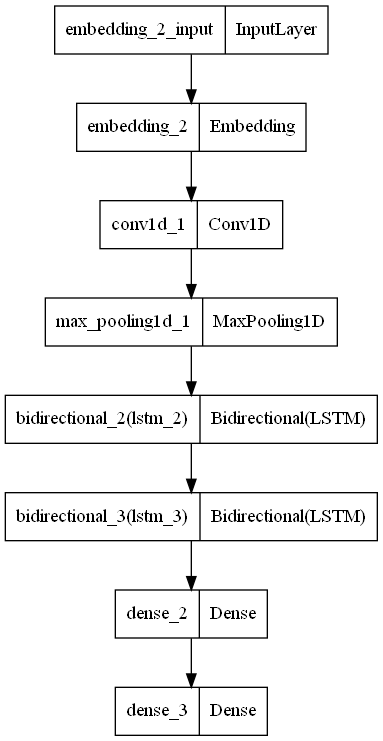 embedding_2_input InputLayer
embedding_2 Embedding
conv1d_1 Conv1D
max_pooling1d_1 MaxPooling1D
bidirectional_2(lstm_2) Bidirectional(LSTM)
bidirectional_3(lstm_3) Bidirectional(LSTM)
dense_2 Dense
dense_3 Dense